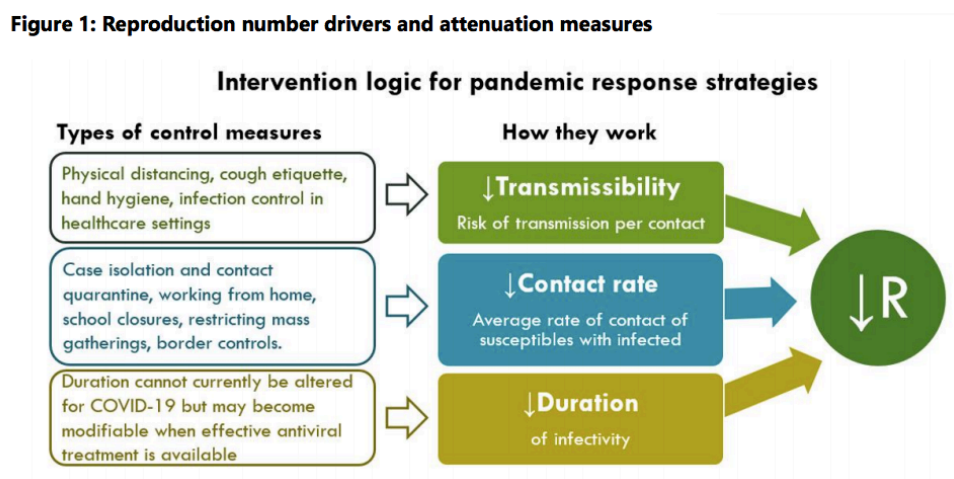 Figure 1: Reproduction number drivers and attenuation measures
Intervention logic for pandemic response strategies
Types of control measures
How they work
Physical distancing, cough etiquette,
hand hygiene, infection control in
healthcare settings
↓Transmissibility
Risk of transmission per contact
Case isolation and contact
quarantine, working from home,
school closures, restricting mass
gatherings, border controls.
↓Contact rate
Average rate of contact of
susceptibles with infected
Duration cannot currently be altered
for COVID-19 but may become
modifiable when effective antiviral
treatment is available
↓Duration
of infectivity
↓R